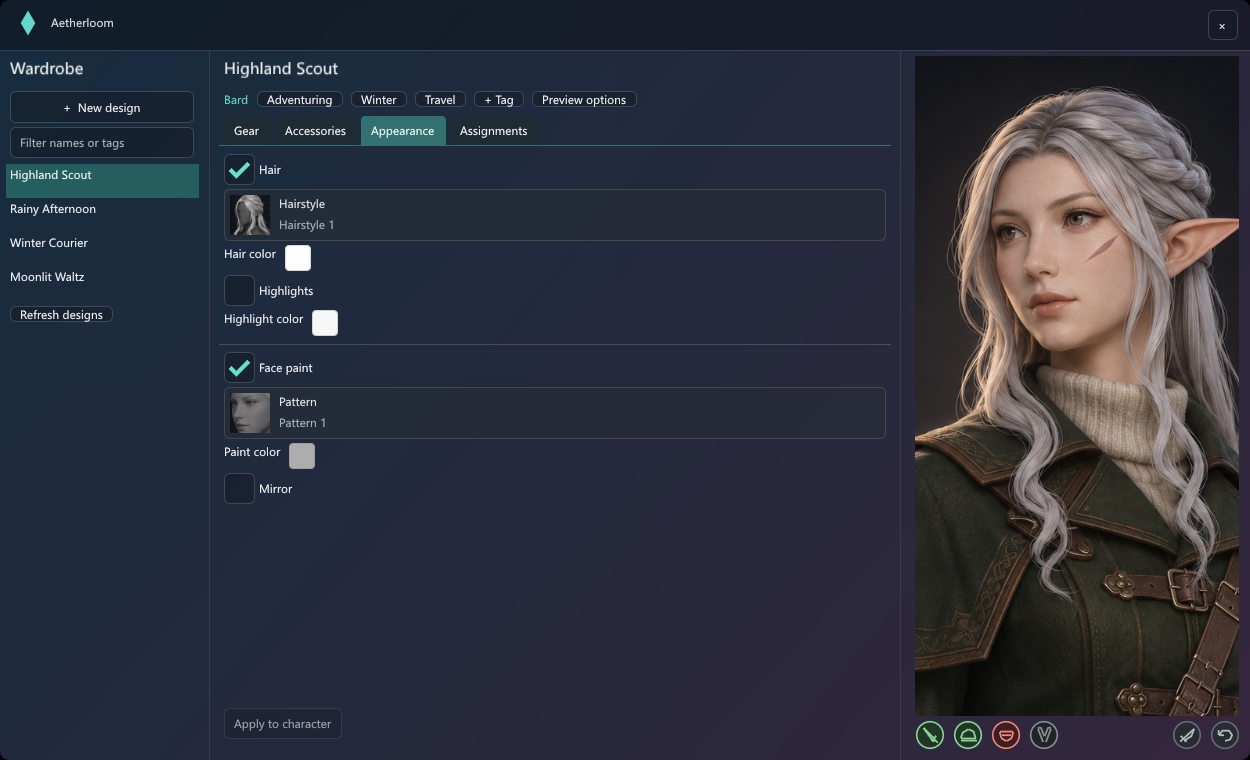 Aetherloom
×
Wardrobe
+ New design
Filter names or tags
Highland Scout
Rainy Afternoon
Winter Courier
Moonlit Waltz
Refresh designs
Highland Scout
Bard Adventuring Winter Travel + Tag Preview options
Gear Accessories Appearance Assignments
Hair
Hairstyle
Hairstyle 1
Hair color
Highlights
Highlight color
Face paint
Pattern
Pattern 1
Paint color
Mirror
Apply to character